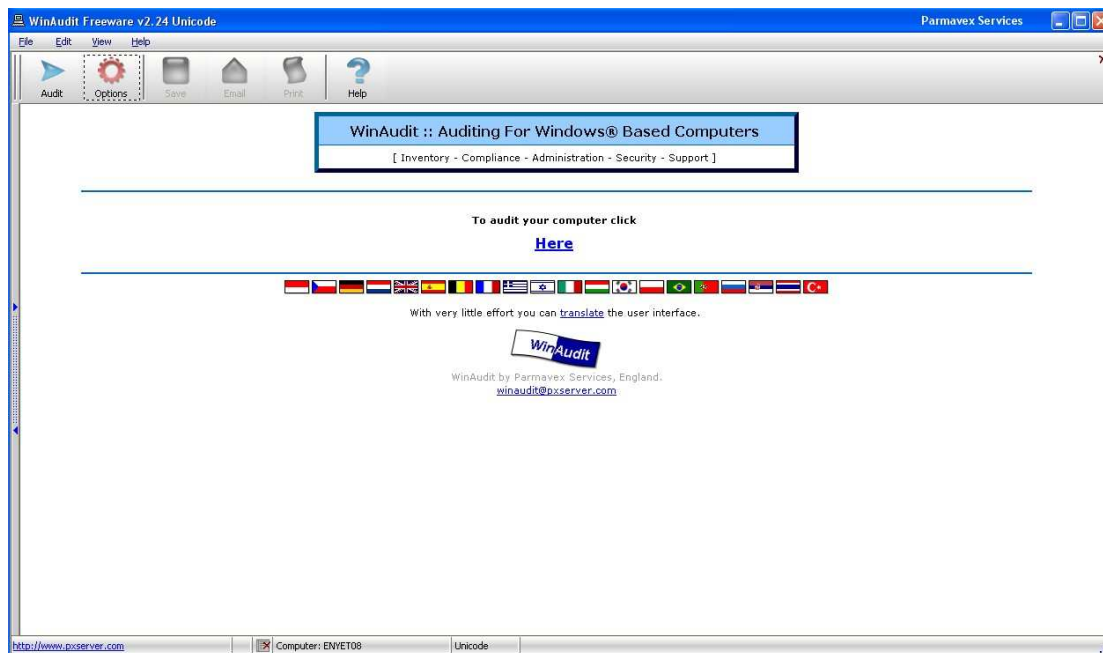 WinAudit Freeware v2.24 Unicode
Parmavex Services
File Edit View Help
Audit Options Save Email Print Help
WinAudit :: Auditing For Windows® Based Computers
[ Inventory - Compliance - Administration - Security - Support ]
To audit your computer click
Here
With very little effort you can translate the user interface.
WinAudit
WinAudit by Parmavex Services, England.
winaudit@pxserver.com
http://www.pxserver.com
Computer: ENYET08
Unicode